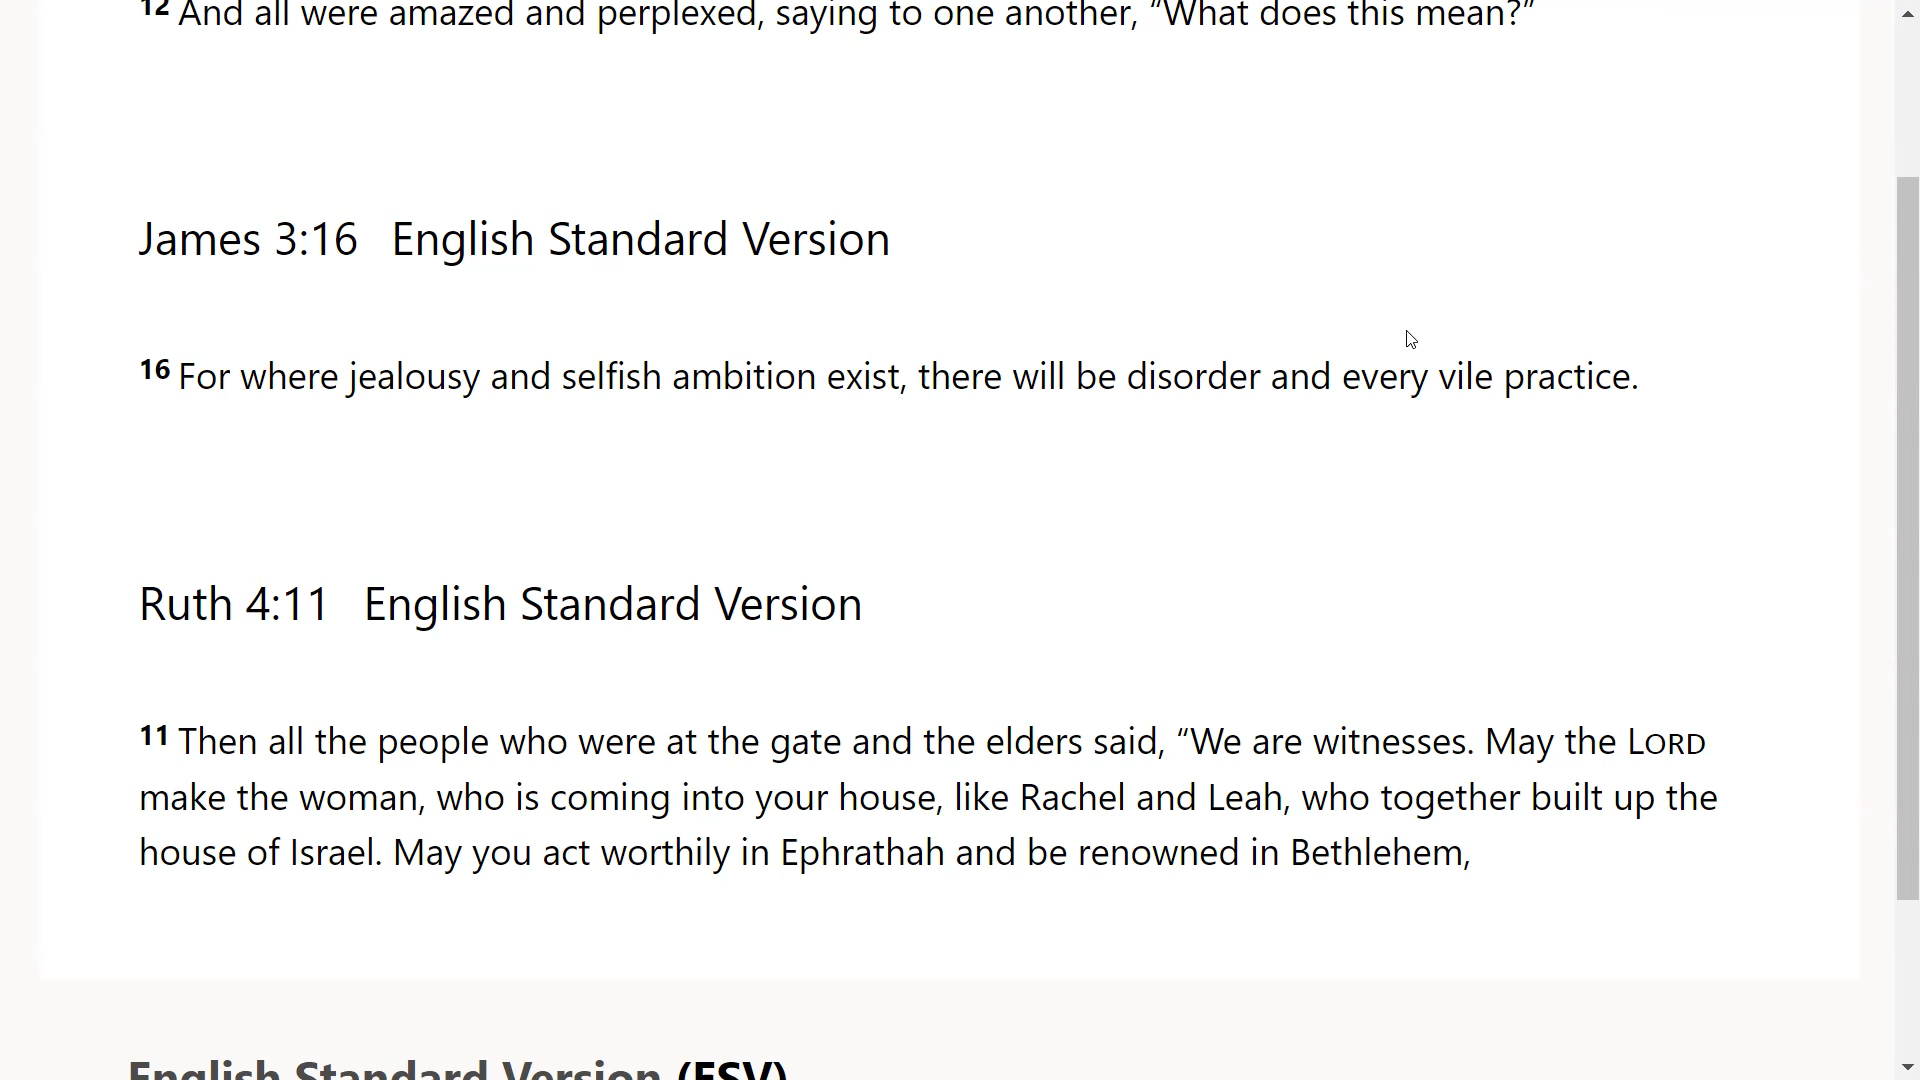 12 And all were amazed and perplexed, saying to one another, “What does this mean?”
James 3:16 English Standard Version
16 For where jealousy and selfish ambition exist, there will be disorder and every vile practice.
Ruth 4:11 English Standard Version
11 Then all the people who were at the gate and the elders said, “We are witnesses. May the LORD
make the woman, who is coming into your house, like Rachel and Leah, who together built up the
house of Israel. May you act worthily in Ephrathah and be renowned in Bethlehem,
English Standard Version (ESV)